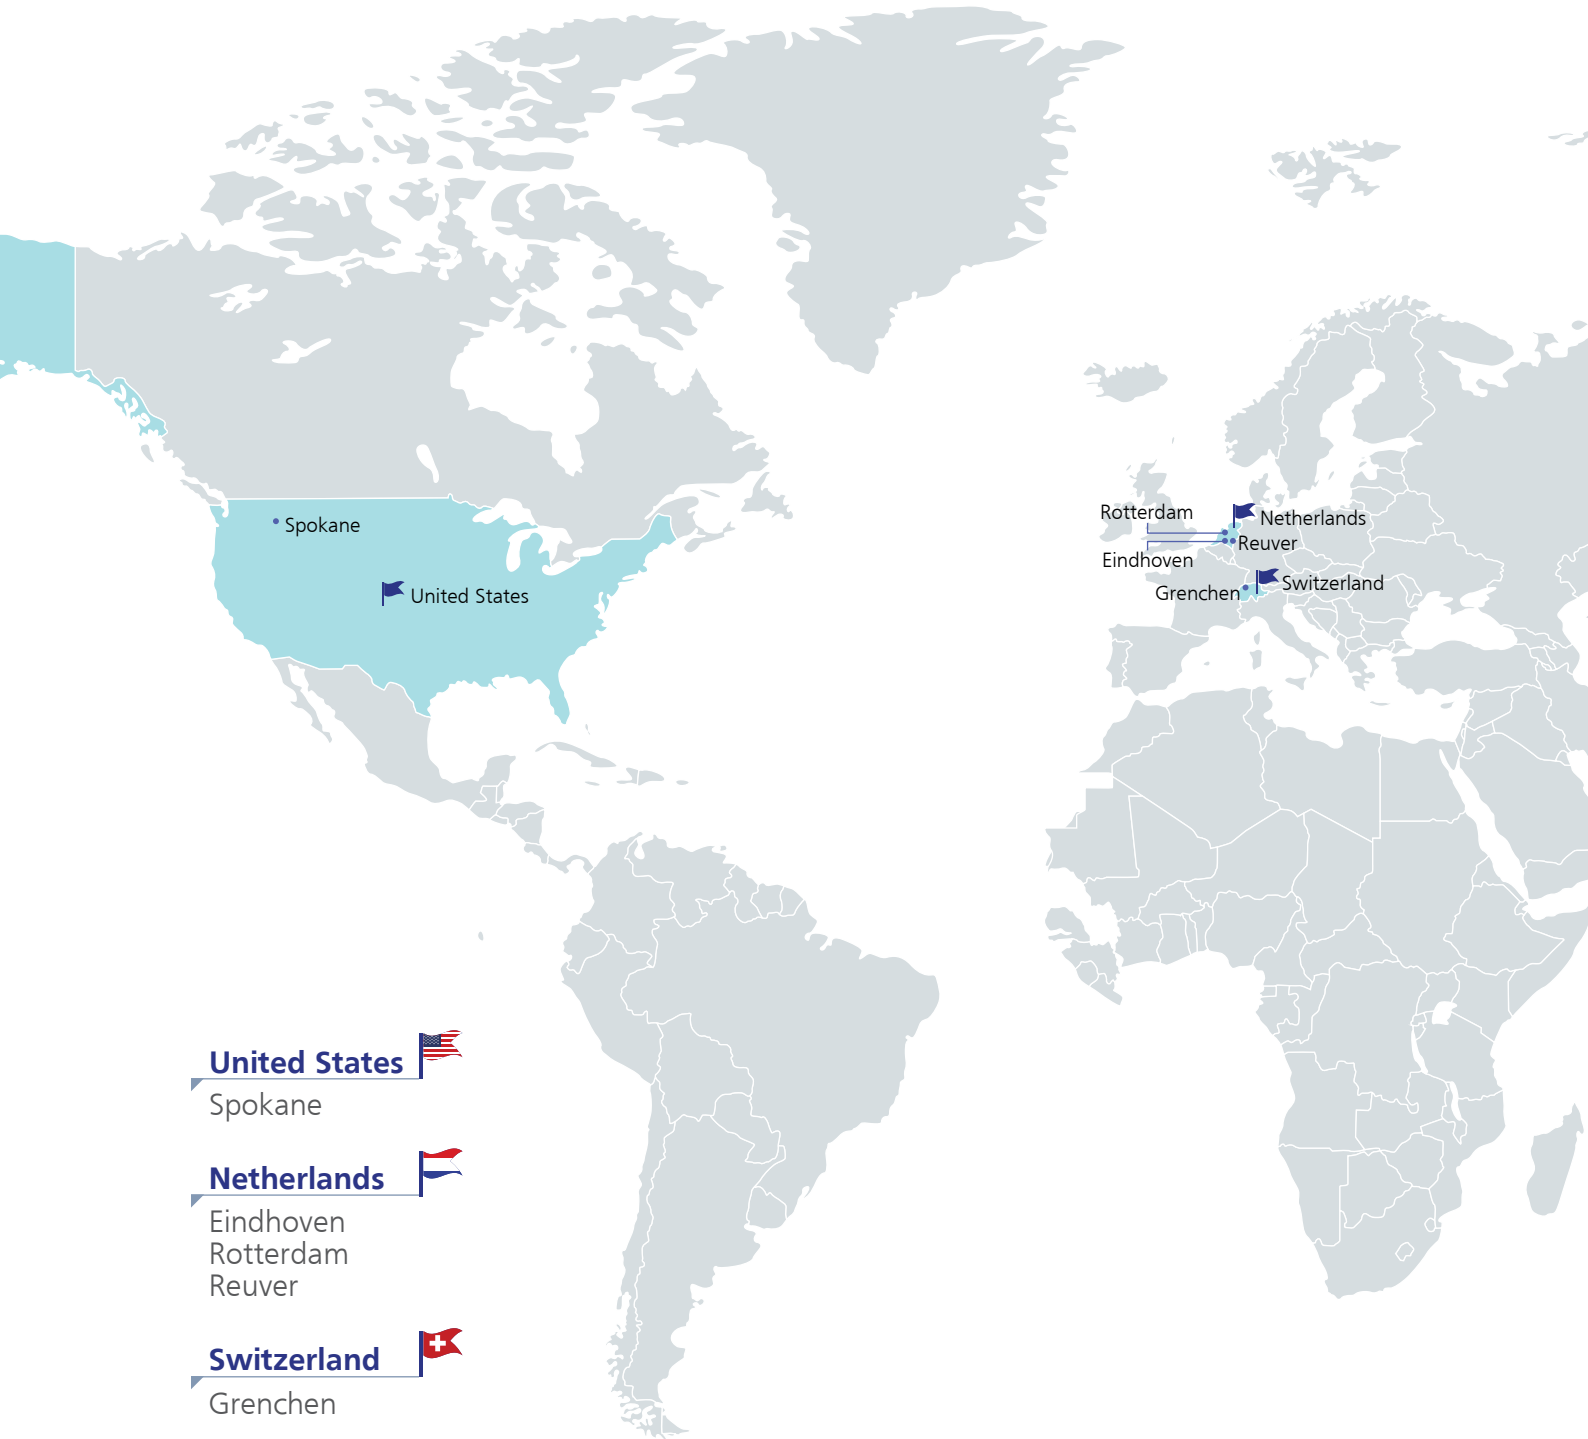 Spokane
United States
Rotterdam
Netherlands
Reuver
Eindhoven
Switzerland
Grenchen
United States
Spokane
Netherlands
Eindhoven
Rotterdam
Reuver
Switzerland
Grenchen